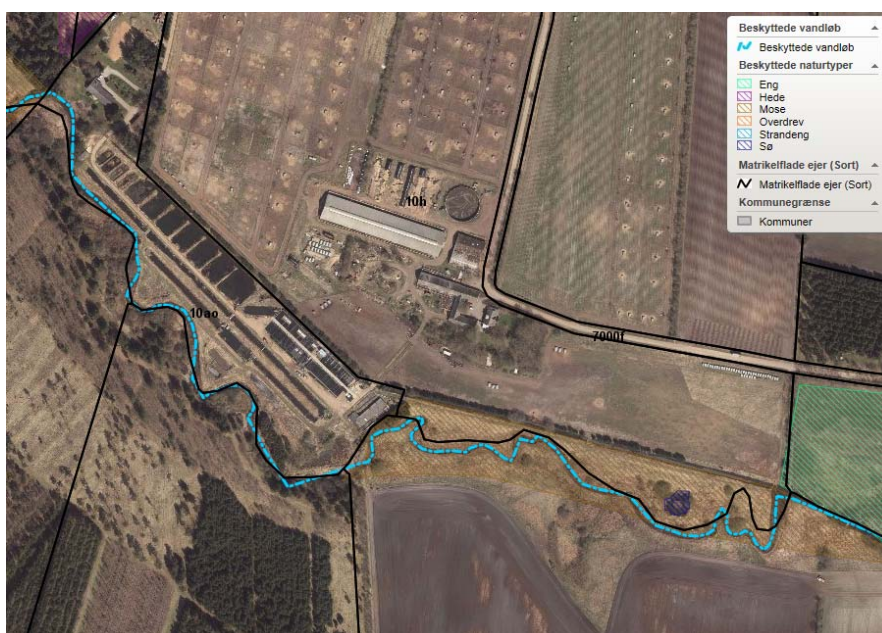 Beskyttede vandløb
Beskyttede vandløb
Beskyttede naturtyper
Eng
Hede
Mose
Overdrev
Strandeng
Sø
Matrikelflade ejer (Sort)
Matrikelflade ejer (Sort)
Kommunegrænse
Kommuner
10h
10ao
7000f